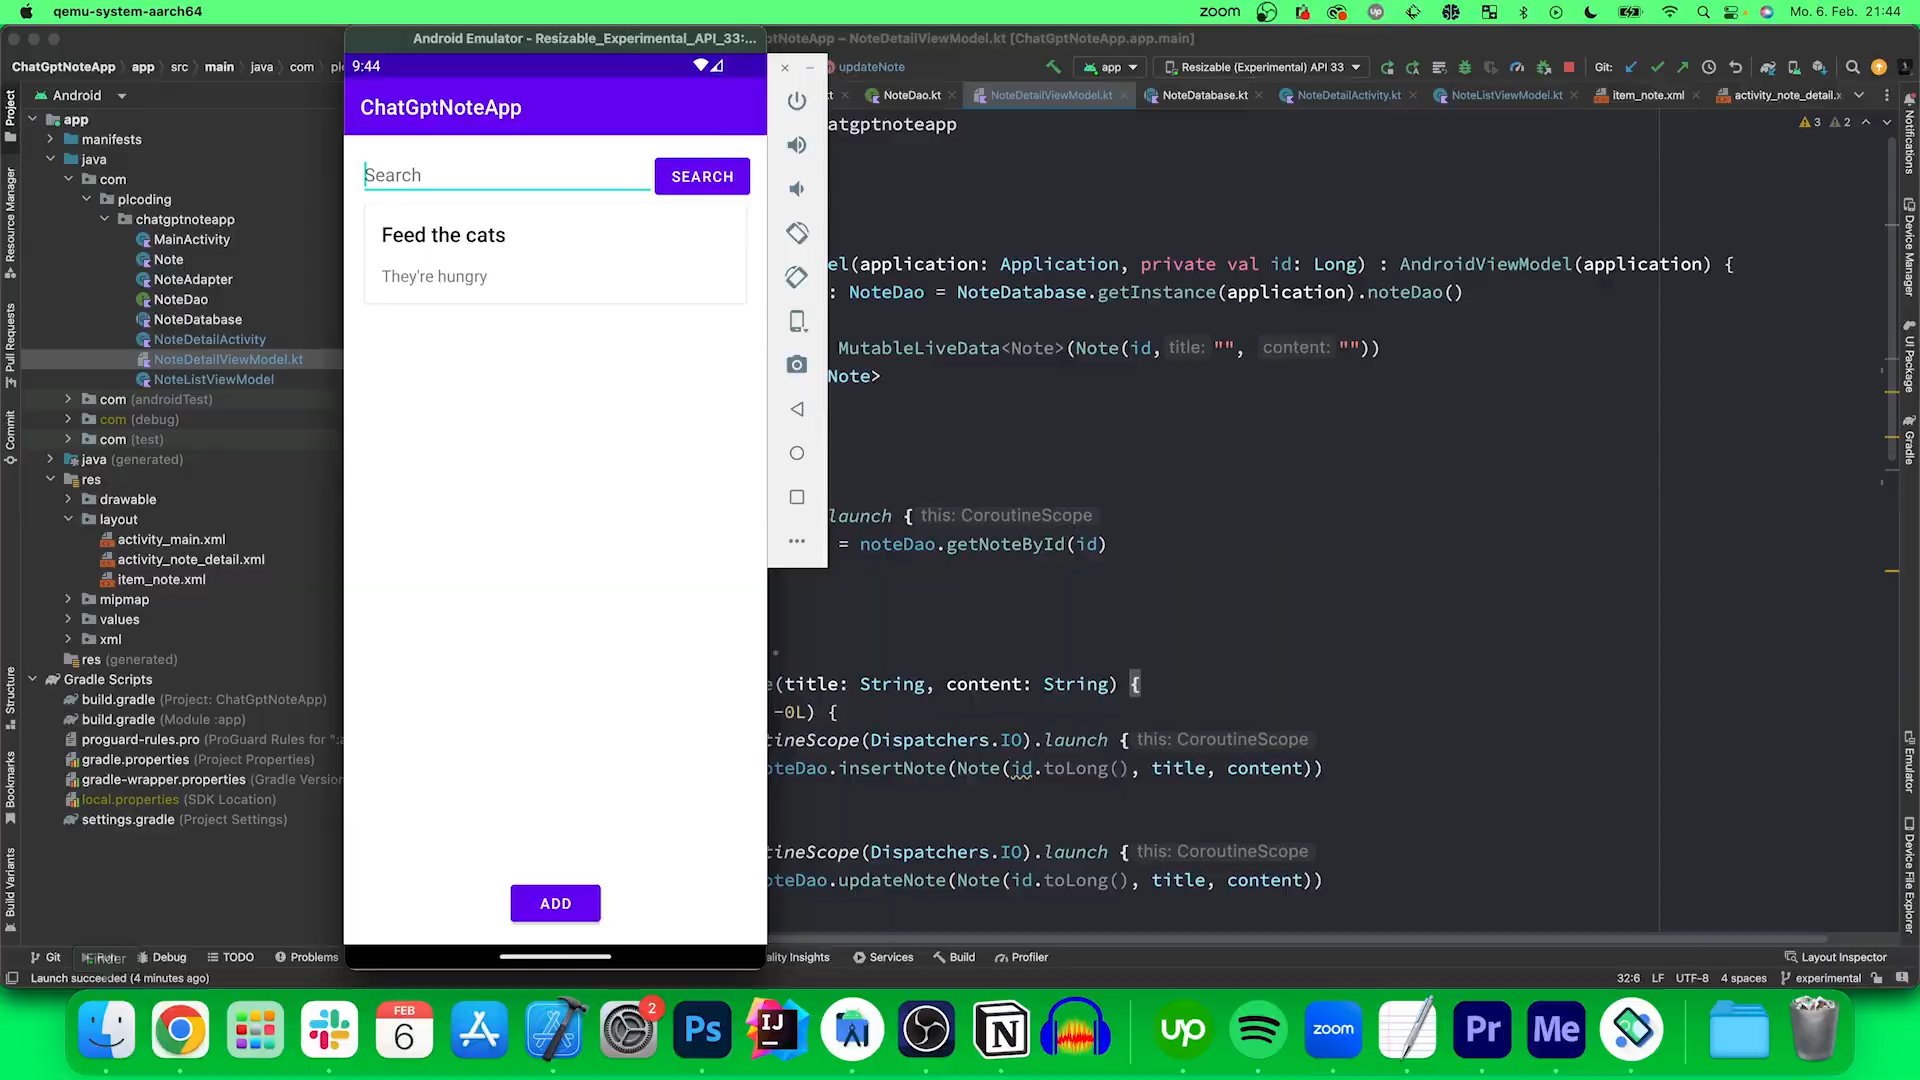 qemu-system-aarch64
zoom
Mo. 6. Feb. 21:44
Android Emulator - Resizable_Experimental_API_33:...
tNoteApp – NoteDetailViewModel.kt [ChatGptNoteApp.app.main]
ChatGptNoteApp
app
src
main
java
com
updateNote
app
Resizable (Experimental) API 33
Git:
Android
NoteDao.kt
NoteDetailViewModel.kt
NoteDatabase.kt
NoteDetailActivity.kt
NoteListViewModel.kt
item_note.xml
activity_note_detail.x
9:44
ChatGptNoteApp
Search
SEARCH
Feed the cats
They're hungry
ADD
app
manifests
java
com
plcoding
chatgptnoteapp
MainActivity
Note
NoteAdapter
NoteDao
NoteDatabase
NoteDetailActivity
NoteDetailViewModel.kt
NoteListViewModel
com (androidTest)
com (debug)
com (test)
java (generated)
res
drawable
layout
activity_main.xml
activity_note_detail.xml
item_note.xml
mipmap
values
xml
res (generated)
Gradle Scripts
build.gradle (Project: ChatGptNoteApp)
build.gradle (Module :app)
proguard-rules.pro (ProGuard Rules for ":a
gradle.properties (Project Properties)
gradle-wrapper.properties (Gradle Version
local.properties (SDK Location)
settings.gradle (Project Settings)
atgptnoteapp
3
2
el(application: Application, private val id: Long) : AndroidViewModel(application) {
: NoteDao = NoteDatabase.getInstance(application).noteDao()
MutableLiveData<Note>(Note(id, title: "", content: ""))
Note>
launch { this: CoroutineScope
= noteDao.getNoteById(id)
*
e(title: String, content: String) {
-0L) {
tineScope(Dispatchers.IO).launch { this: CoroutineScope
oteDao.insertNote(Note(id.toLong(), title, content))
tineScope(Dispatchers.IO).launch { this: CoroutineScope
oteDao.updateNote(Note(id.toLong(), title, content))
Project
Resource Manager
Pull Requests
Commit
Structure
Bookmarks
Build Variants
Notifications
Device Manager
UI Package
Gradle
Emulator
Device File Explorer
Git
Run
Debug
TODO
Problems
ality Insights
Services
Build
Profiler
Layout Inspector
Launch succeeded (4 minutes ago)
32:6
LF
UTF-8
4 spaces
experimental
FEB
6
2
Ps
IJ
N
up
zoom
Pr
Me